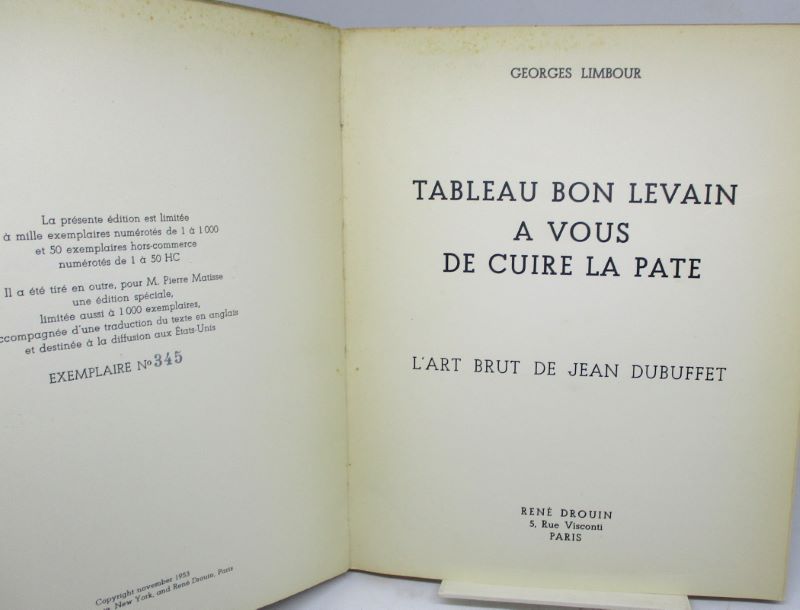 La présente édition est limitée
à mille exemplaires numérotés de 1 à 1 000
et 50 exemplaires hors-commerce
numérotés de 1 à 50 HC
Il a été tiré en outre, pour M. Pierre Matisse
une édition spéciale,
limitée aussi à 1 000 exemplaires,
d'une traduction du texte en anglais
et destinée à la diffusion aux États-Unis
EXEMPLAIRE Nº 345
Copyright november 1953
New York, and René Drouin, Paris
GEORGES LIMBOUR
TABLEAU BON LEVAIN
A VOUS
DE CUIRE LA PATE
L'ART BRUT DE JEAN DUBUFFET
RENÉ DROUIN
5, Rue Visconti
PARIS